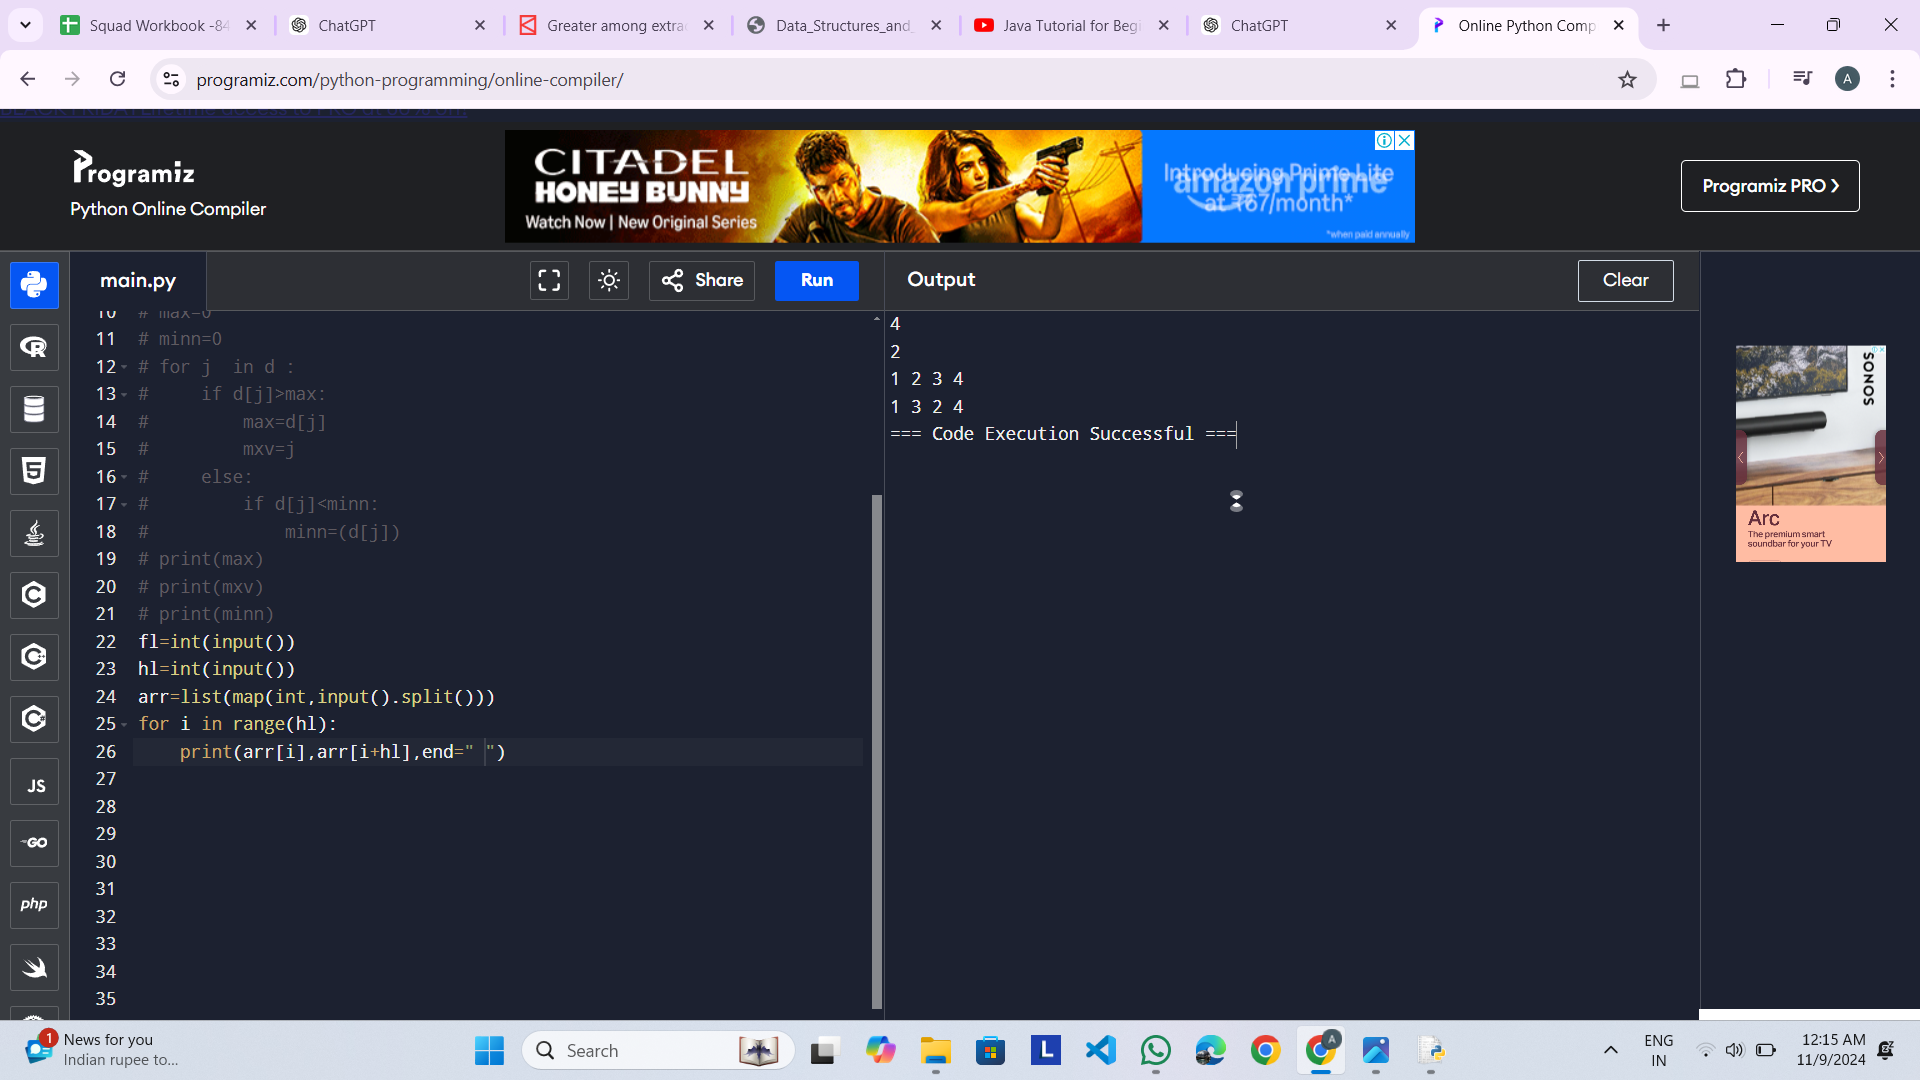 Squad Workbook -84
ChatGPT
Greater among extra
Data_Structures_and_
Java Tutorial for Begi
ChatGPT
Online Python Comp
programiz.com/python-programming/online-compiler/
A
Programiz
Python Online Compiler
CITADEL
HONEY BUNNY
Watch Now | New Original Series
Introducing Prime Lite
amazon prime
at ₹67/month*
*when paid annually
Programiz PRO ❯
main.py
Share
Run
Output
Clear
10 # max=0
11 # minn=0
12 # for j  in d :
13 #     if d[j]>max:
14 #         max=d[j]
15 #         mxv=j
16 #     else:
17 #         if d[j]<minn:
18 #             minn=(d[j])
19 # print(max)
20 # print(mxv)
21 # print(minn)
22 fl=int(input())
23 hl=int(input())
24 arr=list(map(int,input().split()))
25 for i in range(hl):
26     print(arr[i],arr[i+hl],end=" ")
27
28
29
30
31
32
33
34
35
4
2
1 2 3 4
1 3 2 4
=== Code Execution Successful ===
SONOS
Arc
The premium smart
soundbar for your TV
R
5
C
C
C
JS
GO
php
1
News for you
Indian rupee to...
Search
L
A
ENG
IN
12:15 AM
11/9/2024